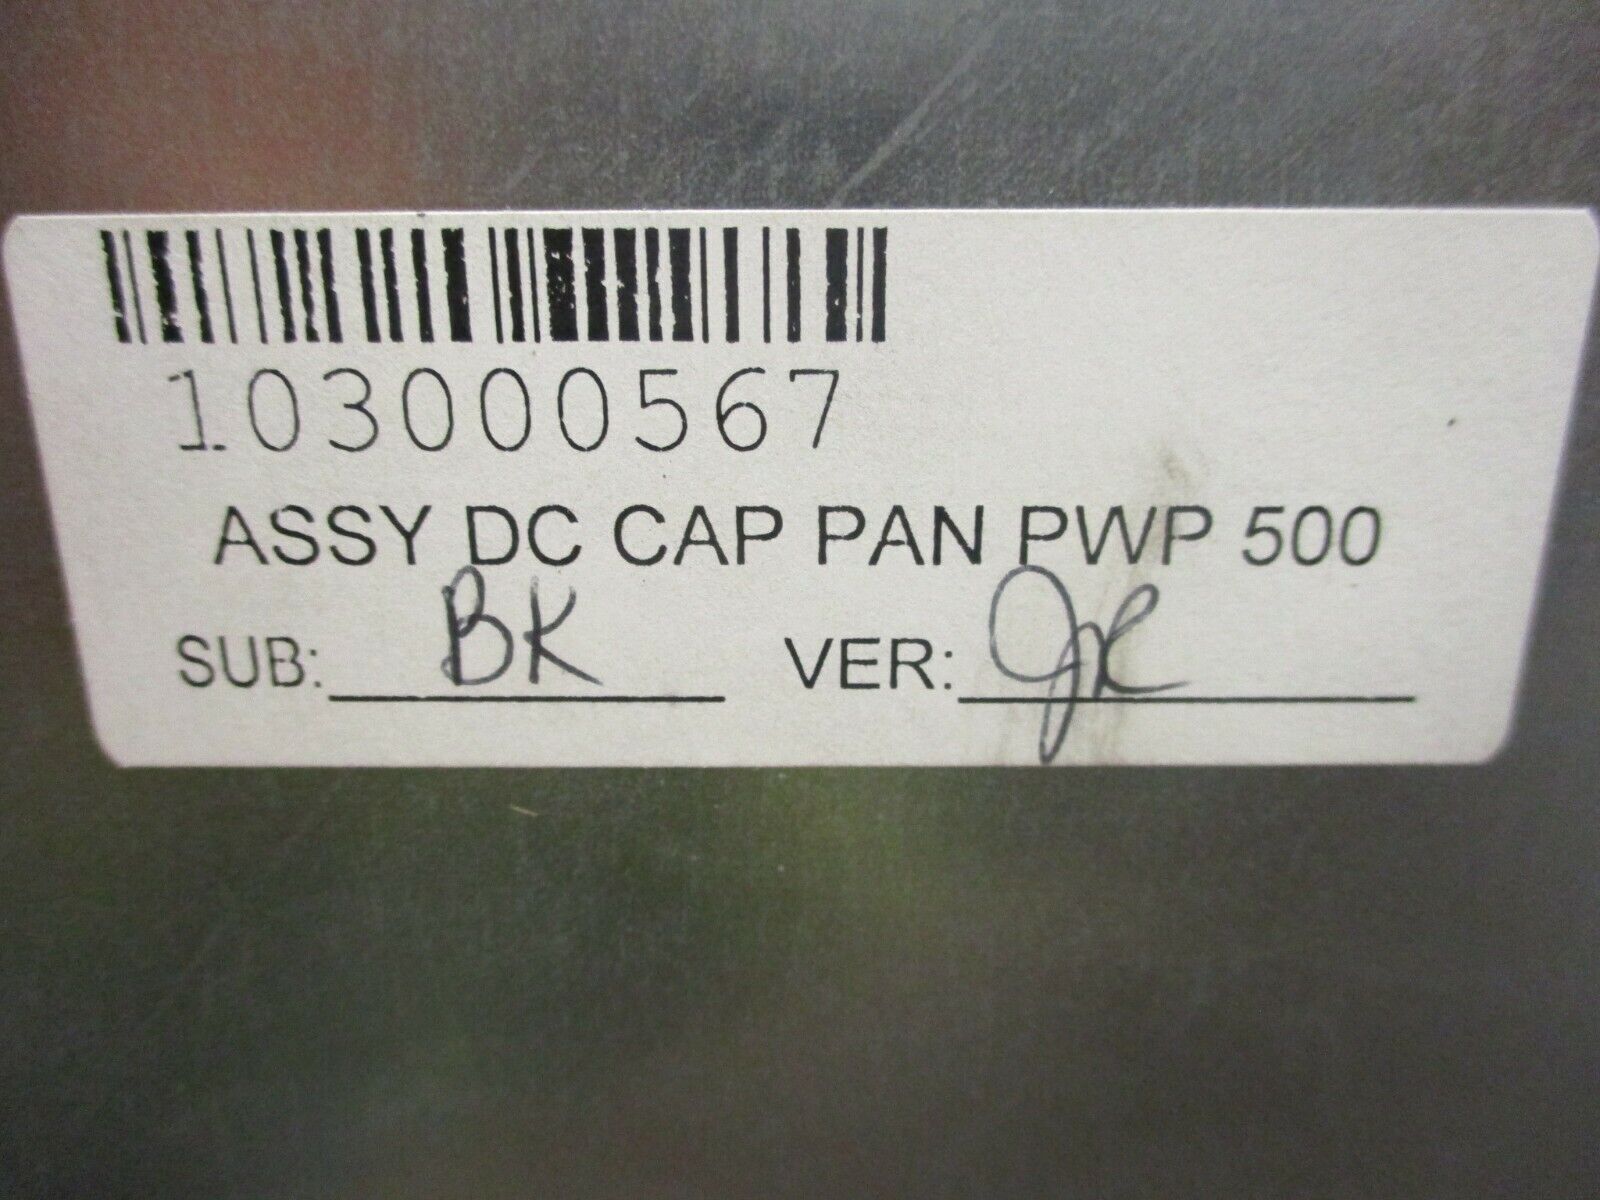 103000567
ASSY DC CAP PAN PWP 500
SUB: BK VER: